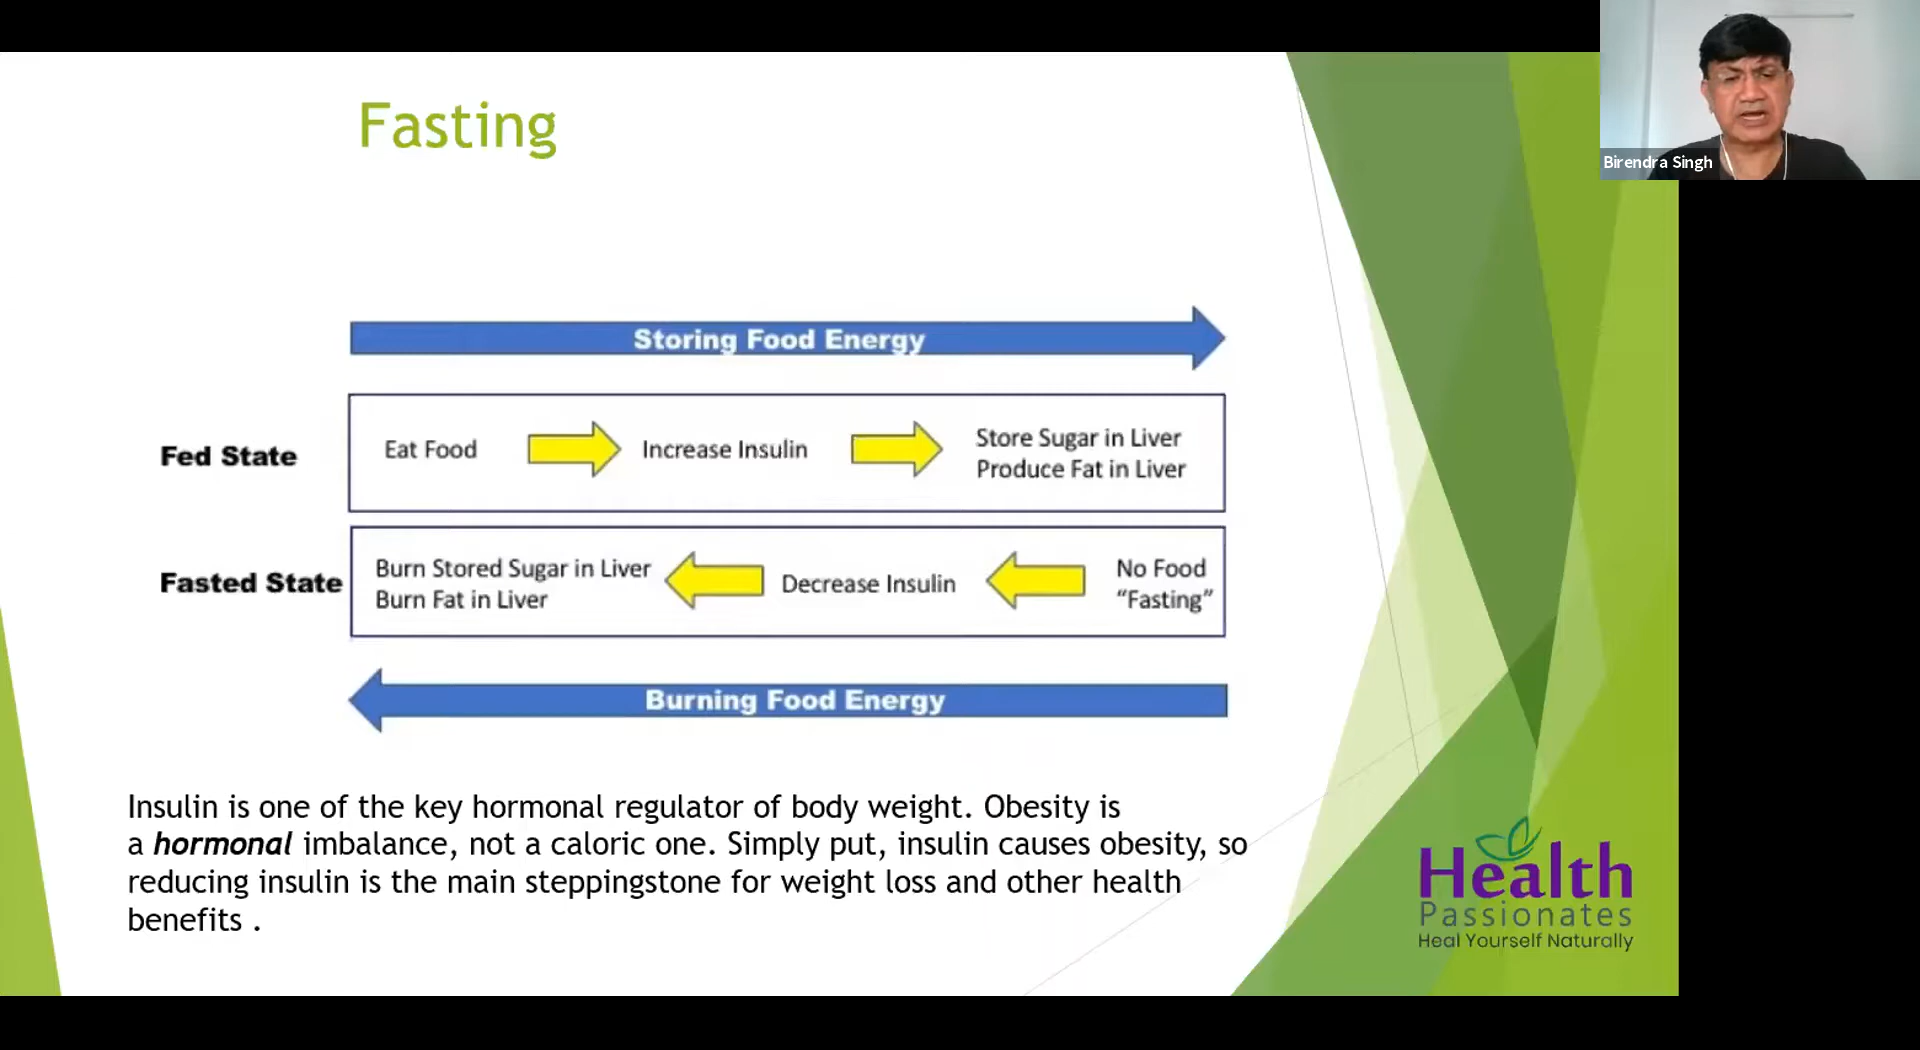 Birendra Singh
Fasting
Storing Food Energy
Fed State
Eat Food
Increase Insulin
Store Sugar in Liver
Produce Fat in Liver
Fasted State
Burn Stored Sugar in Liver
Burn Fat in Liver
Decrease Insulin
No Food
“Fasting”
Burning Food Energy
Insulin is one of the key hormonal regulator of body weight. Obesity is
a hormonal imbalance, not a caloric one. Simply put, insulin causes obesity, so
reducing insulin is the main steppingstone for weight loss and other health
benefits .
Health
Passionates
Heal Yourself Naturally